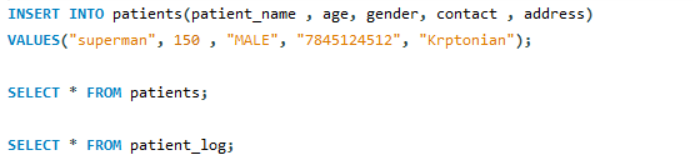 INSERT INTO patients(patient_name , age, gender, contact , address)
VALUES("superman", 150 , "MALE", "7845124512", "Krptonian");
SELECT * FROM patients;
SELECT * FROM patient_log;